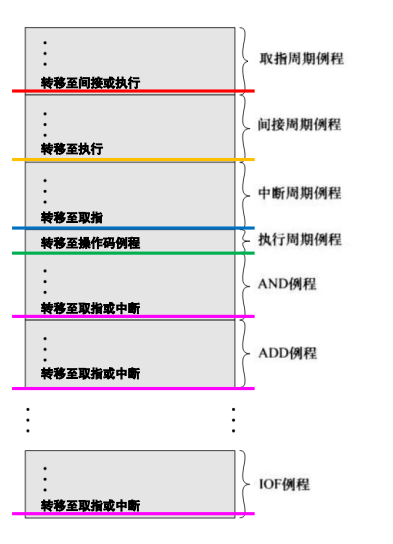 转移至间接或执行
取指周期例程
转移至执行
间接周期例程
转移至取指
中断周期例程
转移至操作码例程
执行周期例程
转移至取指或中断
AND例程
转移至取指或中断
ADD例程
转移至取指或中断
IOF例程